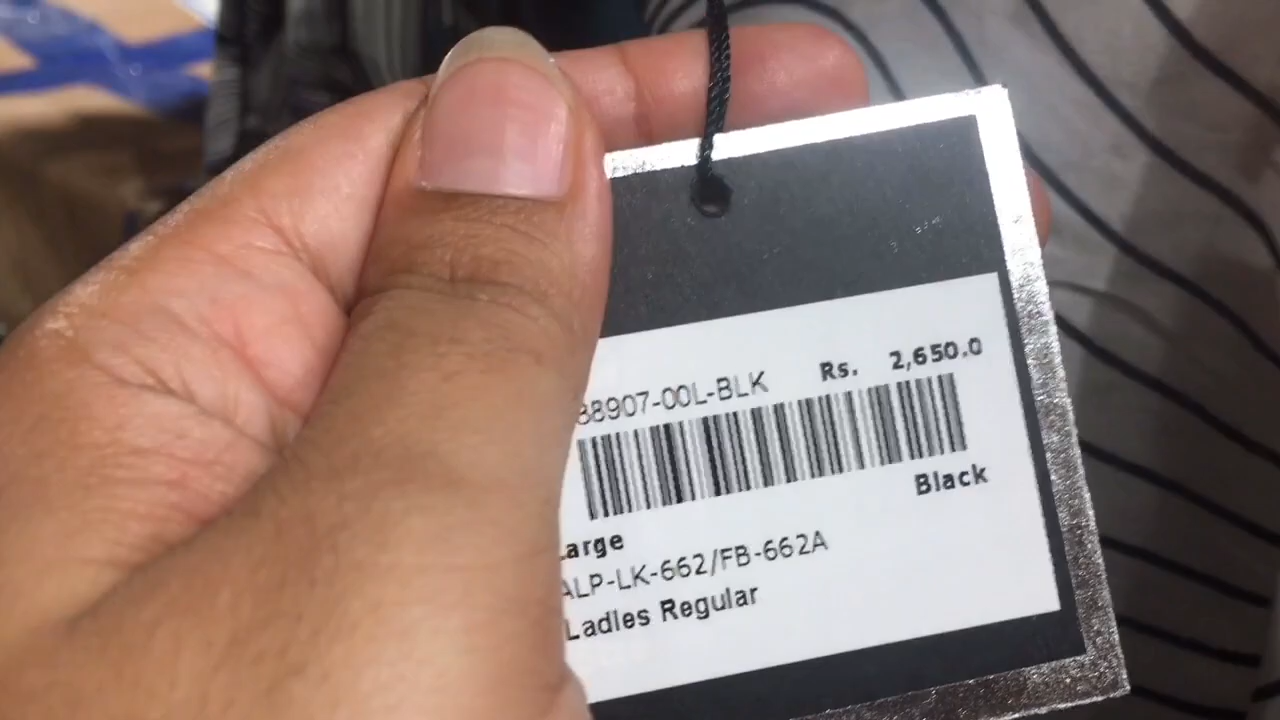 88907-00L-BLK Rs. 2,650.0
Black
Large
ALP-LK-662/FB-662A
Ladies Regular